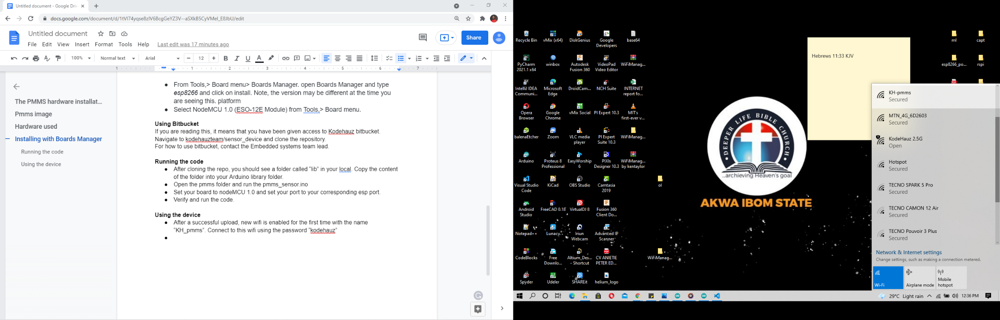 Untitled document - Google Driv
docs.google.com/document/d/1tVl74yqse8zlV6BcgGeYZ3V--aSXkB5CyVMel_E8JbU/edit
Untitled document
File Edit View Insert Format Tools Help Last edit was 17 minutes ago
Share
100% Normal text Arial 12
1 1 2 3 4 5 6 7
The PMMS hardware installat...
Pmms image
Hardware used
Installing with Boards Manager
Running the code
Using the device
From Tools,> Board menu> Boards Manager. open Boards Manager and type
esp8266 and click on install. Note, the version may be different at the time you
are seeing this. platform
Select NodeMCU 1.0 (ESO-12E Module) from Tools,> Board menu.
Using Bitbucket
If you are reading this, it means that you have been given access to Kodehauz bitbucket.
Navigate to kodehauzteam/sensor_device and clone the repository.
For how to use bitbucket, contact the Embedded systems team lead.
Running the code
After cloning the repo, you should see a folder called “lib” in your local. Copy the content
of the folder into your Arduino library folder.
Open the pmms folder and run the pmms_sensor.ino
Set your board to nodeMCU 1.0 and set your port to your corresponding esp port.
Verify and run the code.
Using the device
After a successful upload, new wifi is enabled for the first time with the name
“KH_pmms”. Connect to this wifi using the password “kodehauz”
Recycle Bin vMix (x64) DiskGenius Google base64
Developers
PyCharm winbox Autodesk VideoPad WiFiManag...
2021.1 x64 Fusion 360 Video Editor
IntelliJ IDEA Microsoft DroidCam... NCH Suite INTERNET
Communi... Edge report fo...
Opera Google vMix Social PI Expert 10.3 MIT's
Browser Chrome first-ever v...
balenaEtcher Zoom VLC media PI Expert WiFiManag...
player Suite 10.3
Arduino Proteus 8 EasyWorship PIXls WiFiManag...
Professional 6 Designer 10.3 by kentaylor
Visual Studio KiCad OBS Studio Camtasia ol
Code 2019
Android FreeCAD 0.18 VirtualDJ 8 Fusion 360
Studio Client Do...
Notepad++ Lunacy Iriun Advanced IP
Webcam Scanner
CodeBlocks Free Altium_Des... CV ANIETIE WiFiManag...
Downlo... - Shortcut PETER ED...
Spyder Udeler SHAREit helium_logo
ml capt
esp8266_po... rspi
Hebrews 11:33 KJV
DEEPER LIFE BIBLE CHURCH
...archieving Heaven's goal
AKWA IBOM STATE
KH-pmms
Secured
MTN_4G_6D2603
Secured
KodeHauz 2.5G
Open
Hotspot
Secured
TECNO SPARK 5 Pro
Secured
TECNO CAMON 12 Air
Secured
TECNO Pouvoir 3 Plus
Secured
Network & Internet settings
Change settings, such as making a connection metered.
Wi-Fi
Airplane mode
Mobile
hotspot
29°C Light rain 12:36 PM